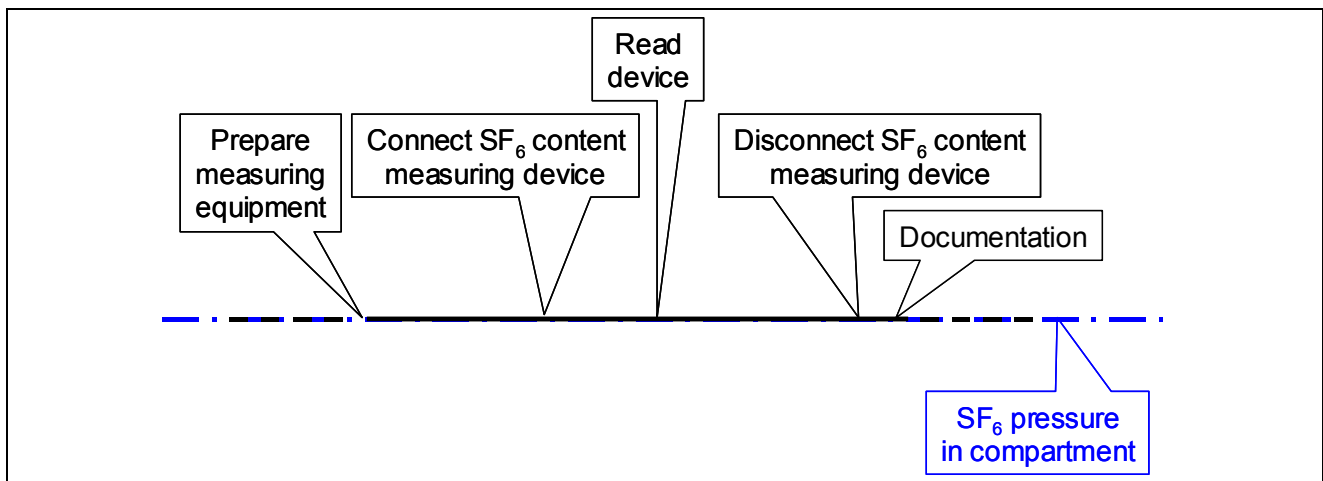 Read
device
Prepare
measuring
equipment
Connect SF₆ content
measuring device
Disconnect SF₆ content
measuring device
Documentation
SF₆ pressure
in compartment